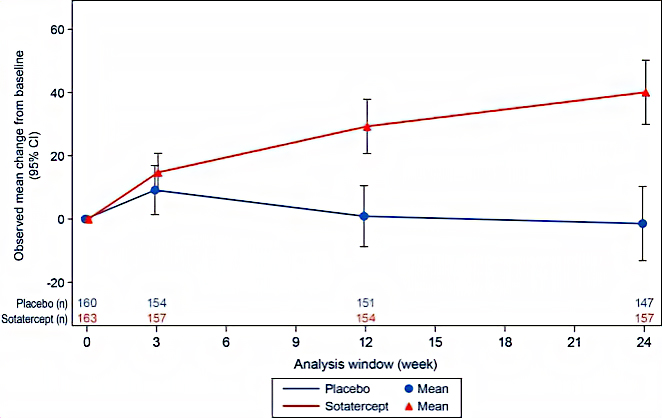 Observed mean change from baseline
(95% CI)
60
40
20
0
-20
Placebo (n) 160 154 151 147
Sotatercept (n) 163 157 154 157
0 3 6 9 12 15 18 21 24
Analysis window (week)
Placebo Mean
Sotatercept Mean